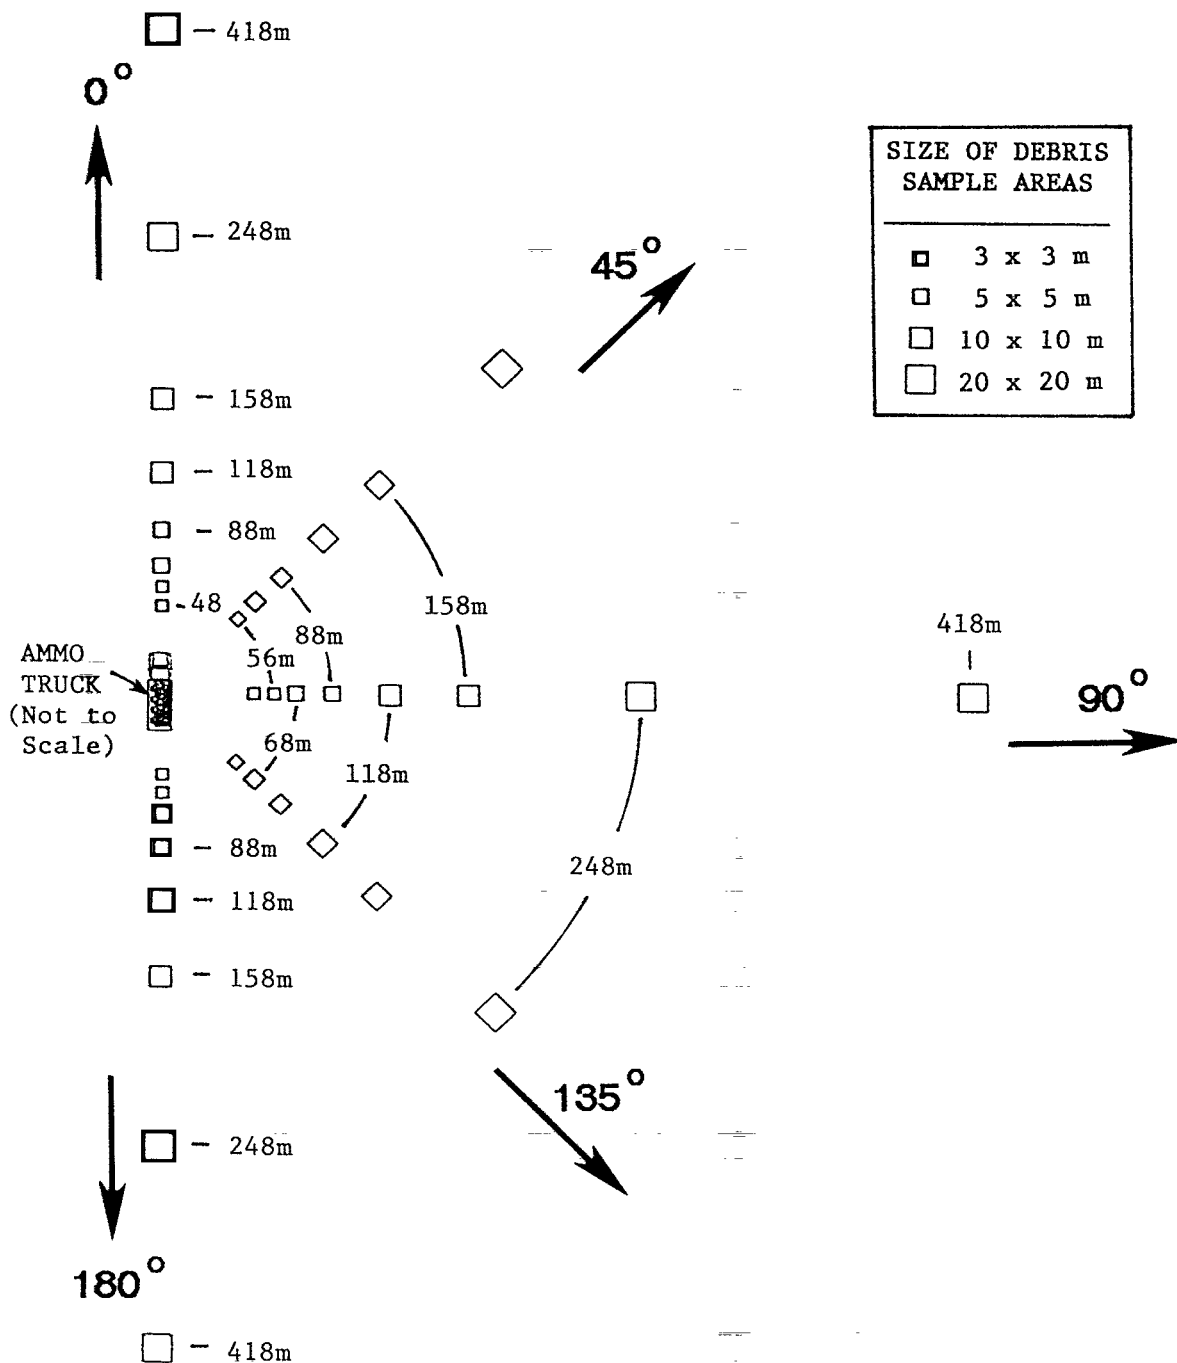 418m
0°
SIZE OF DEBRIS
SAMPLE AREAS
3 x 3 m
5 x 5 m
10 x 10 m
20 x 20 m
248m
45°
158m
118m
88m
48
158m
88m
56m
418m
AMMO
TRUCK
(Not to
Scale)
90°
68m
118m
88m
248m
118m
158m
135°
248m
180°
418m